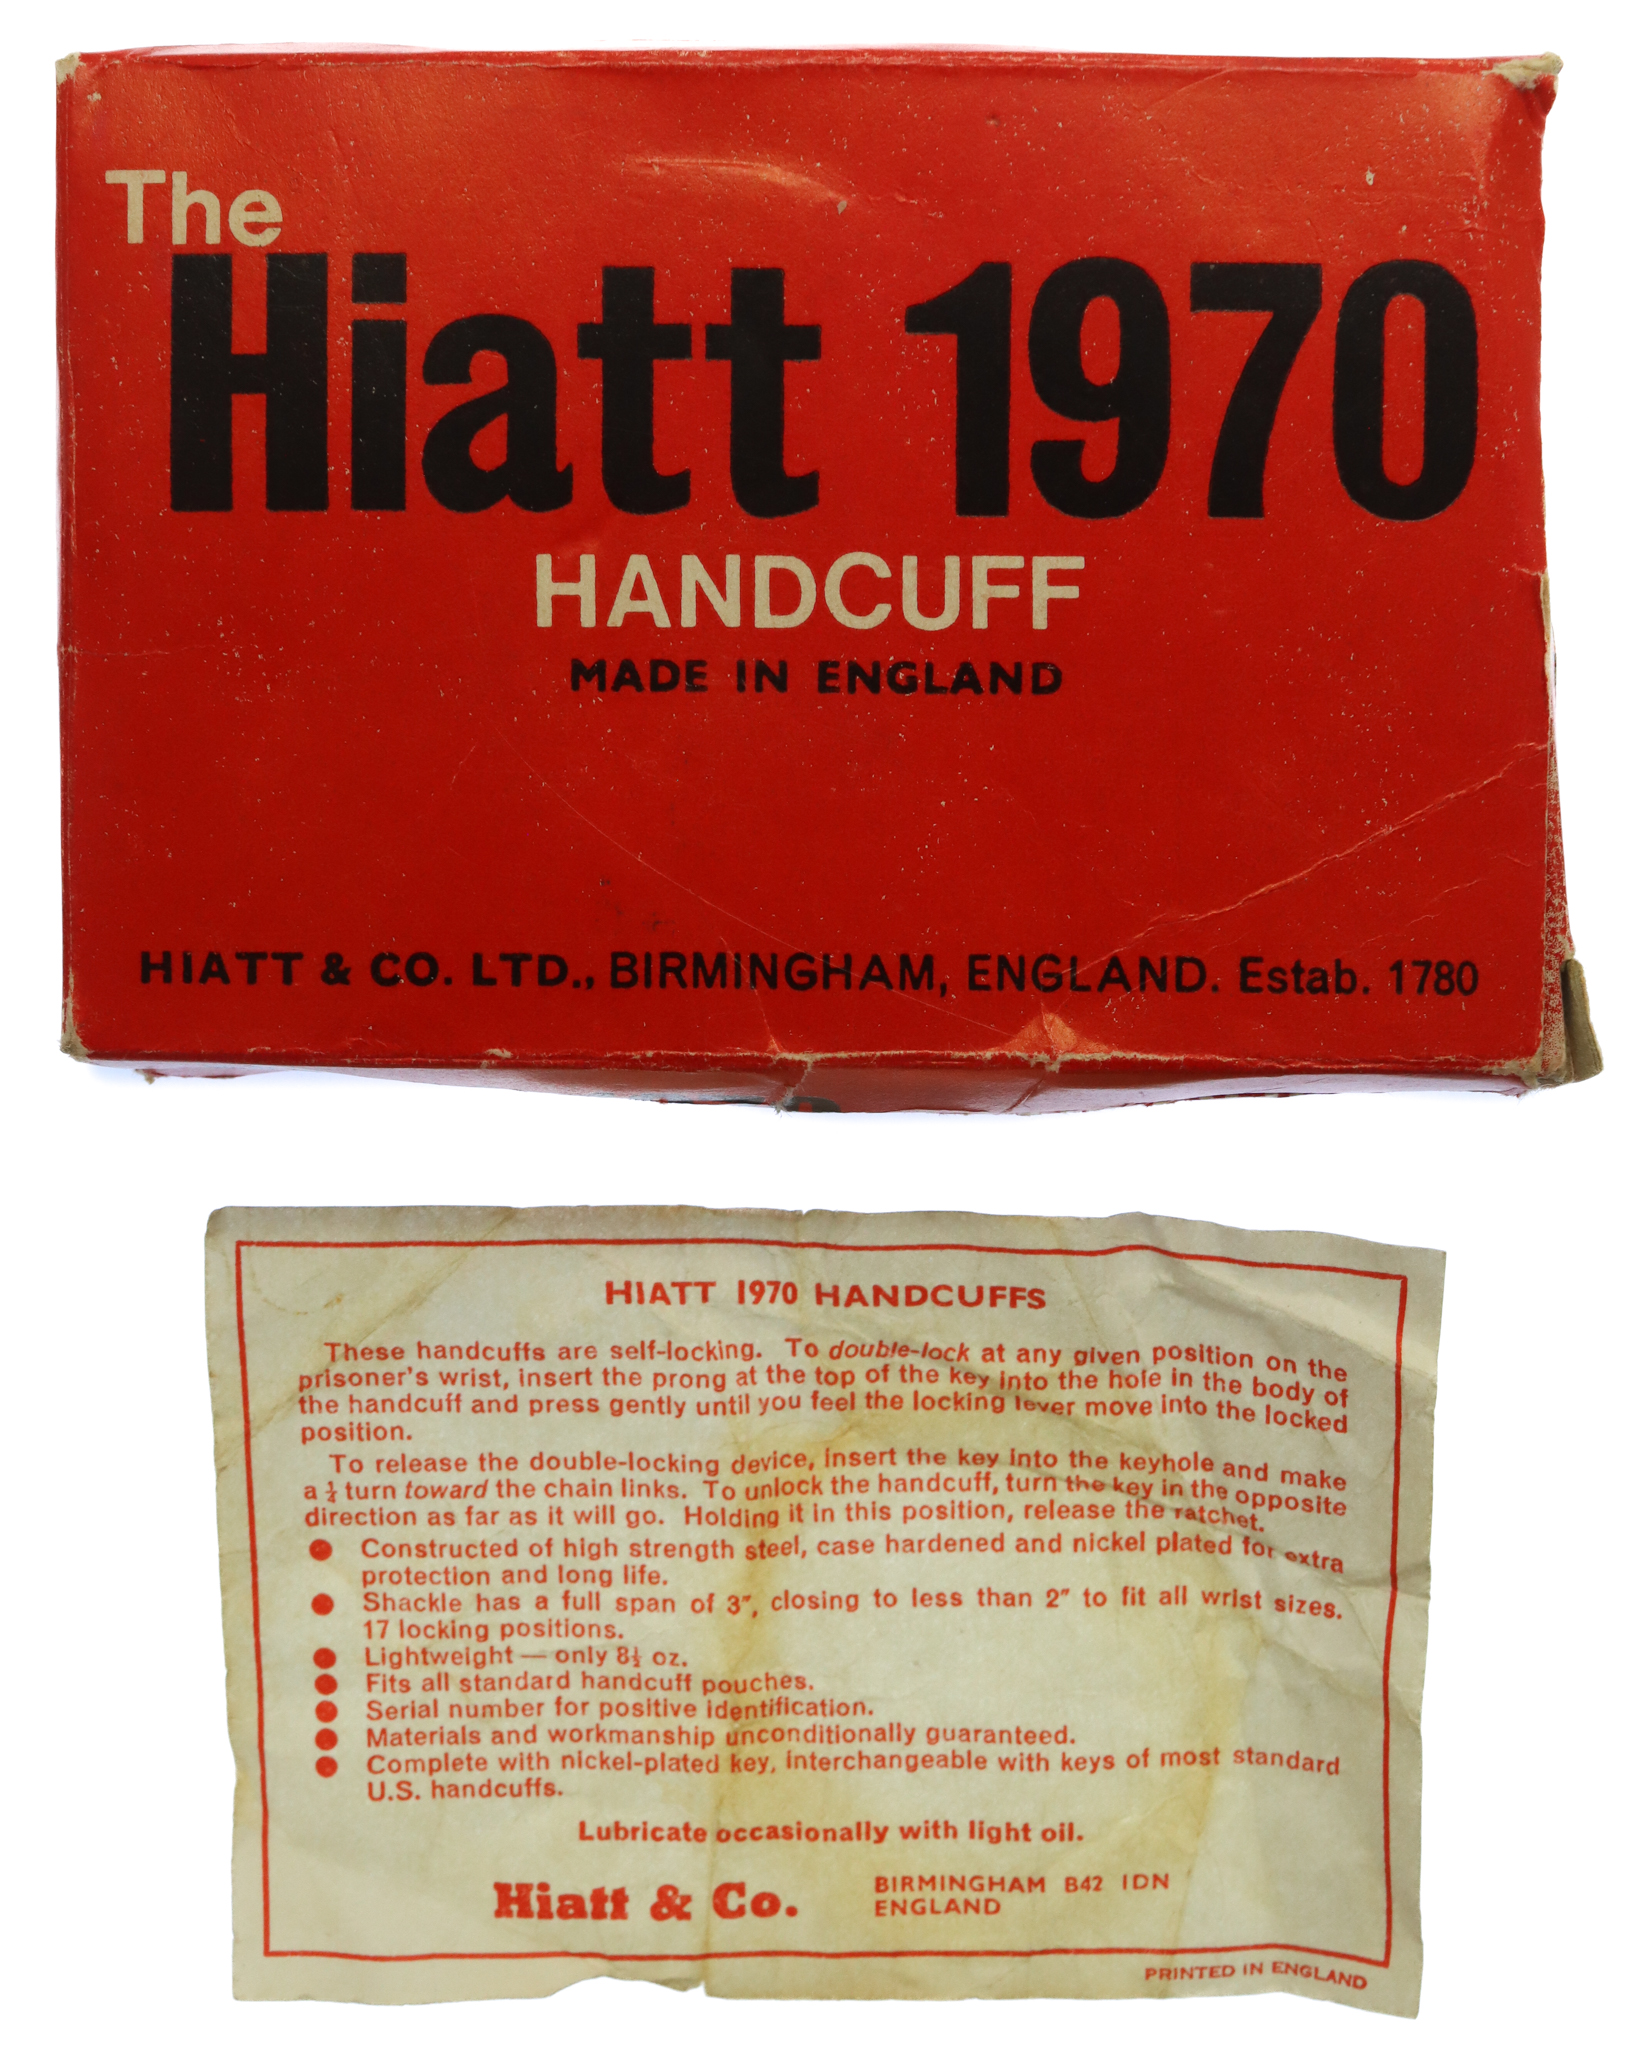 The
Hiatt 1970
HANDCUFF
MADE IN ENGLAND
HIATT & CO. LTD., BIRMINGHAM, ENGLAND. Estab. 1780
HIATT 1970 HANDCUFFS
These handcuffs are self-locking. To double-lock at any given position on the
prisoner's wrist, insert the prong at the top of the key into the hole in the body of
the handcuff and press gently until you feel the locking lever move into the locked
position.
To release the double-locking device, insert the key into the keyhole and make
a ¼ turn toward the chain links. To unlock the handcuff, turn the key in the opposite
direction as far as it will go. Holding it in this position, release the ratchet.
● Constructed of high strength steel, case hardened and nickel plated for extra
protection and long life.
● Shackle has a full span of 3″, closing to less than 2″ to fit all wrist sizes.
17 locking positions.
● Lightweight — only 8½ oz.
● Fits all standard handcuff pouches.
● Serial number for positive identification.
● Materials and workmanship unconditionally guaranteed.
● Complete with nickel-plated key, interchangeable with keys of most standard
U.S. handcuffs.
Lubricate occasionally with light oil.
Hiatt & Co. BIRMINGHAM B42 1DN
ENGLAND
PRINTED IN ENGLAND